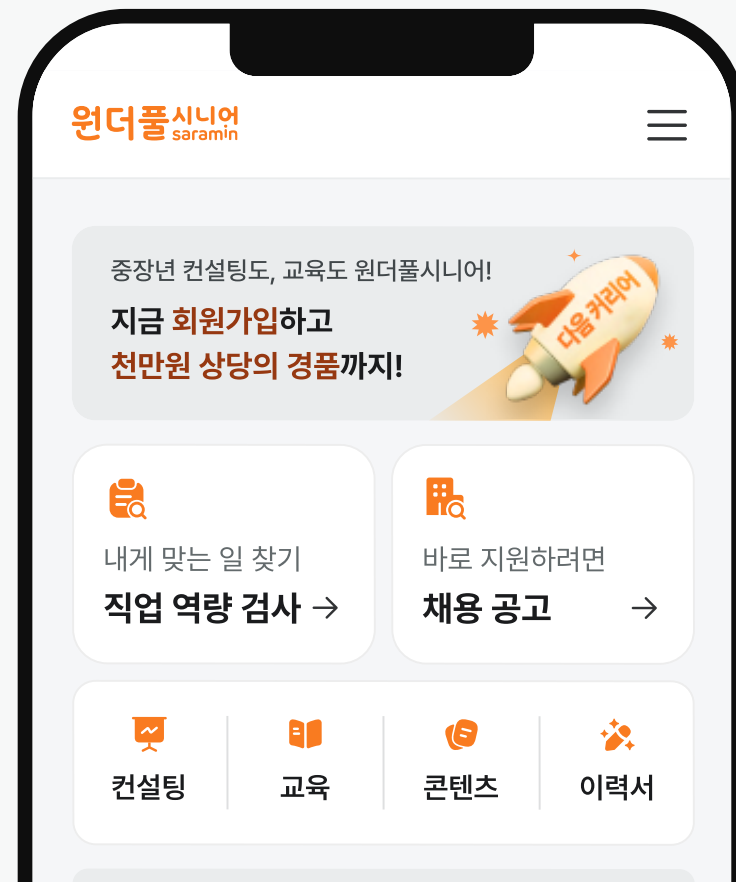 원더풀시니어
saramin
중장년 컨설팅도, 교육도 원더풀시니어!
지금 회원가입하고
천만원 상당의 경품까지!
다음 커리어
내게 맞는 일 찾기
직업 역량 검사
바로 지원하려면
채용 공고
컨설팅
교육
콘텐츠
이력서